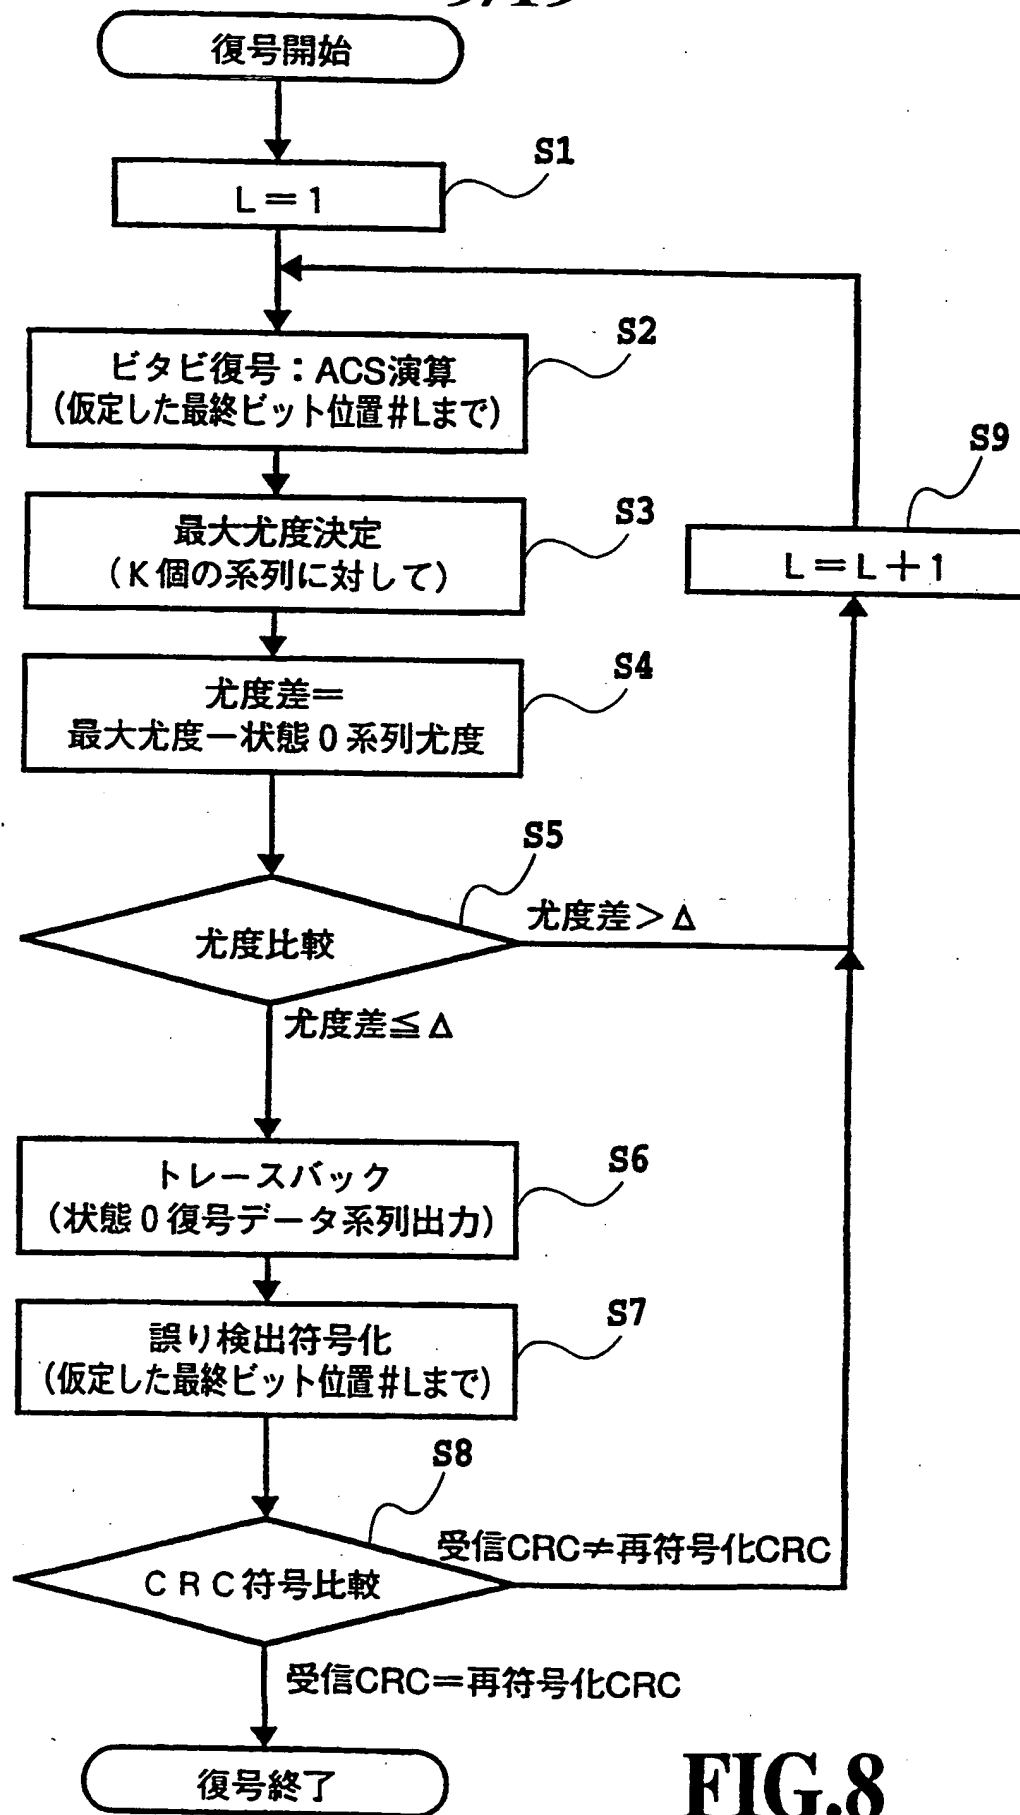 復号開始
S1
L＝1
S2
ビタビ復号：ACS演算
（仮定した最終ビット位置＃Lまで）
S9
L＝L＋1
S3
最大尤度決定
（K個の系列に対して）
S4
尤度差＝
最大尤度－状態０系列尤度
S5
尤度比較
尤度差＞Δ
尤度差≦Δ
S6
トレースバック
（状態０復号データ系列出力）
S7
誤り検出符号化
（仮定した最終ビット位置＃Lまで）
S8
ＣＲＣ符号比較
受信CRC≠再符号化CRC
受信CRC＝再符号化CRC
復号終了
FIG.8